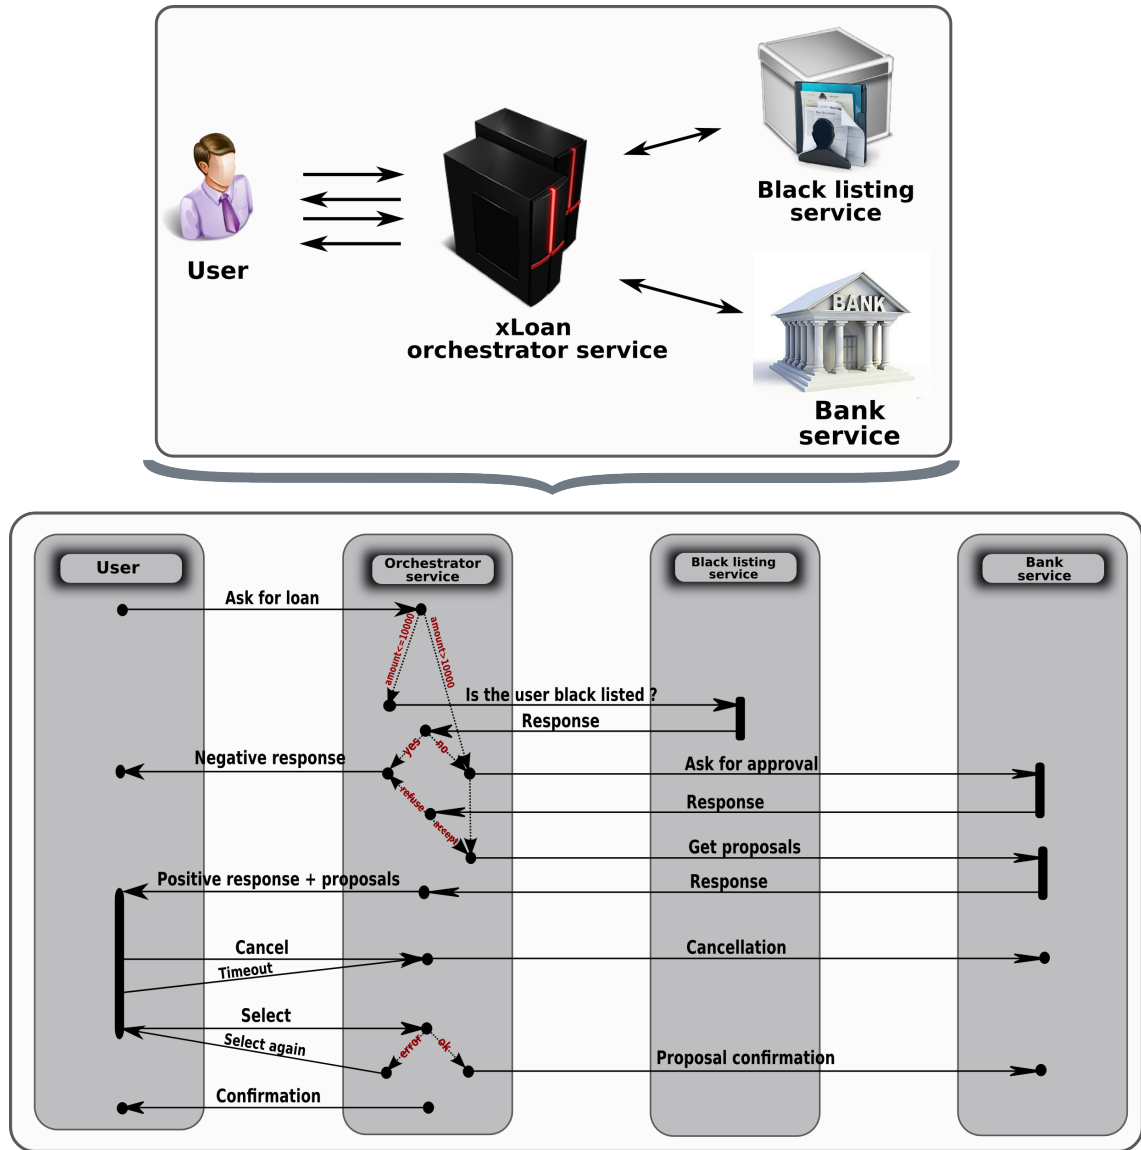 Black listing
service
User
BANK
xLoan
orchestrator service
Bank
service
User
Orchestrator
service
Black listing
service
Bank
service
Ask for loan
amount<=10000
amount>10000
Is the user black listed ?
Response
yes
no
Negative response
Ask for approval
refuse
Response
accept
Get proposals
Positive response + proposals
Response
Cancel
Cancellation
Timeout
Select
Select again
error
ok
Proposal confirmation
Confirmation